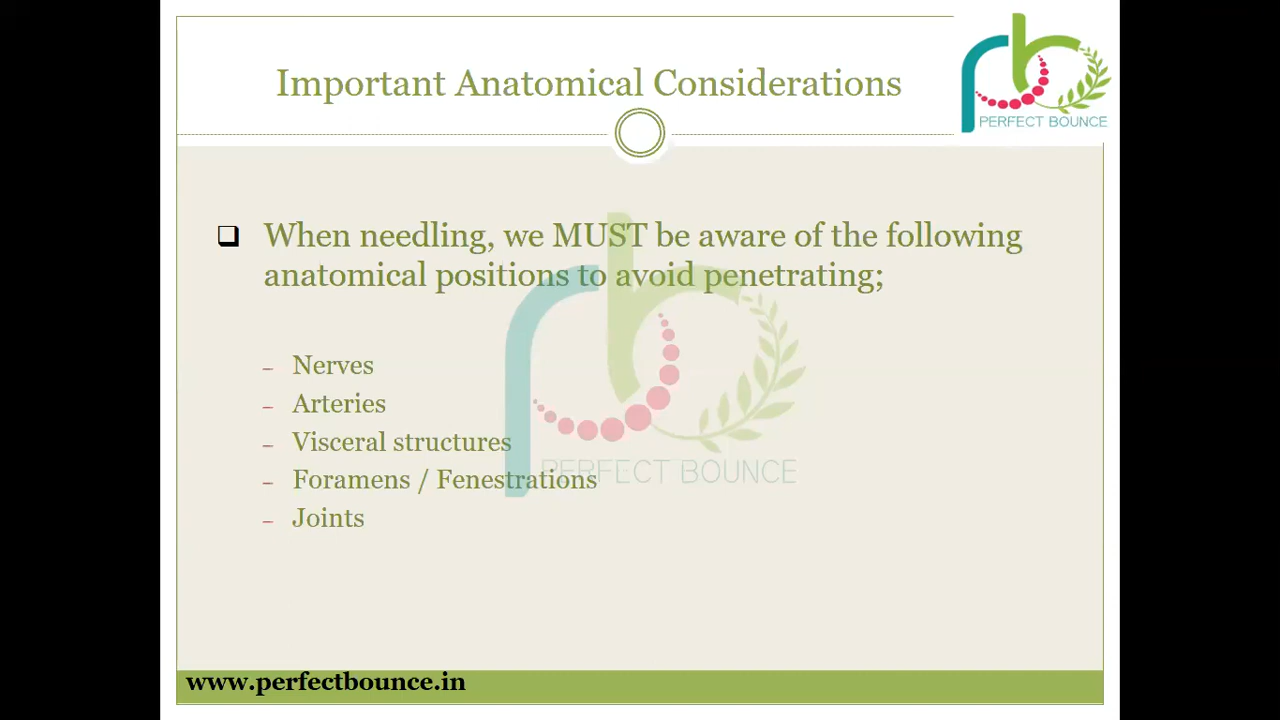 Important Anatomical Considerations
PERFECT BOUNCE
When needling, we MUST be aware of the following
anatomical positions to avoid penetrating;
– Nerves
– Arteries
– Visceral structures
– Foramens / Fenestrations
– Joints
PERFECT BOUNCE
www.perfectbounce.in